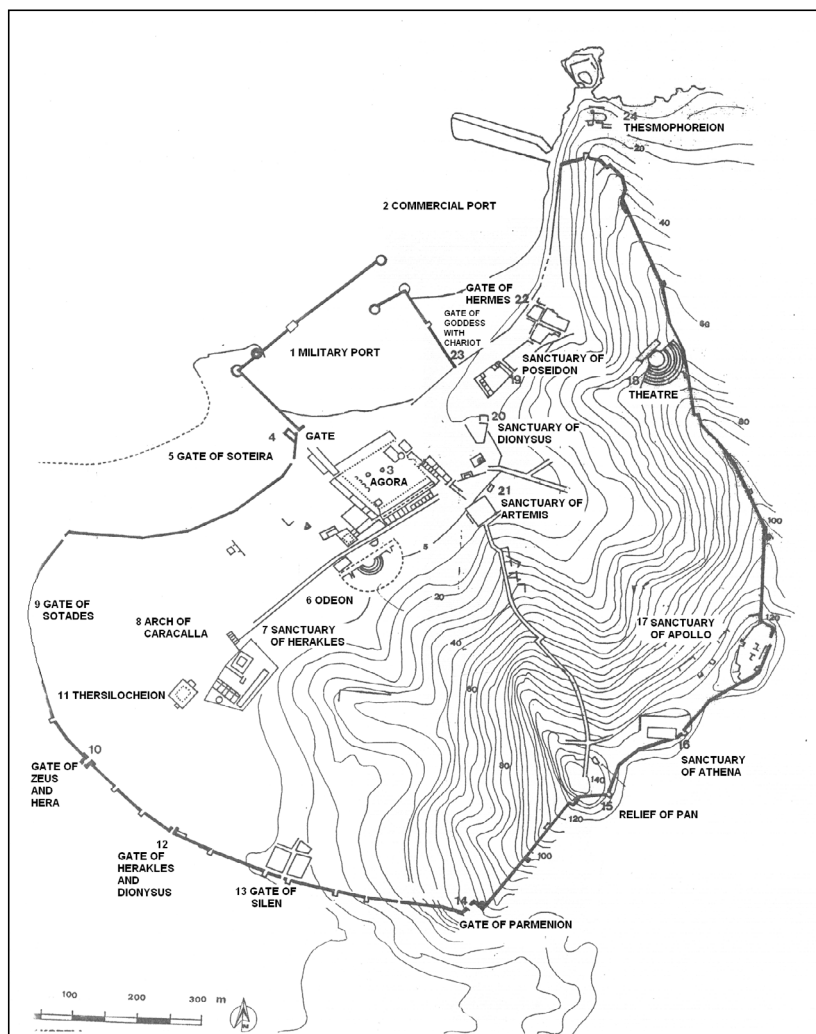 24
THESMOPHOREION
20
2 COMMERCIAL PORT
40
GATE OF
HERMES 22
GATE OF
GODDESS
WITH
CHARIOT
23
60
1 MILITARY PORT
SANCTUARY OF
POSEIDON
19
18
THEATRE
80
20
SANCTUARY OF
DIONYSUS
4
GATE
5 GATE OF SOTEIRA
3
AGORA
21
SANCTUARY OF
ARTEMIS
100
5
9 GATE OF
SOTADES
6 ODEON
20
8 ARCH OF
CARACALLA
7 SANCTUARY
OF HERAKLES
40
17 SANCTUARY
OF APOLLO
120
11 THERSILOCHEION
60
10
GATE OF
ZEUS
AND
HERA
80
16
SANCTUARY
OF ATHENA
140
15
RELIEF OF PAN
120
12
GATE OF
HERAKLES
AND
DIONYSUS
100
13 GATE OF
SILEN
14
GATE OF PARMENION
100 200 300 m
N